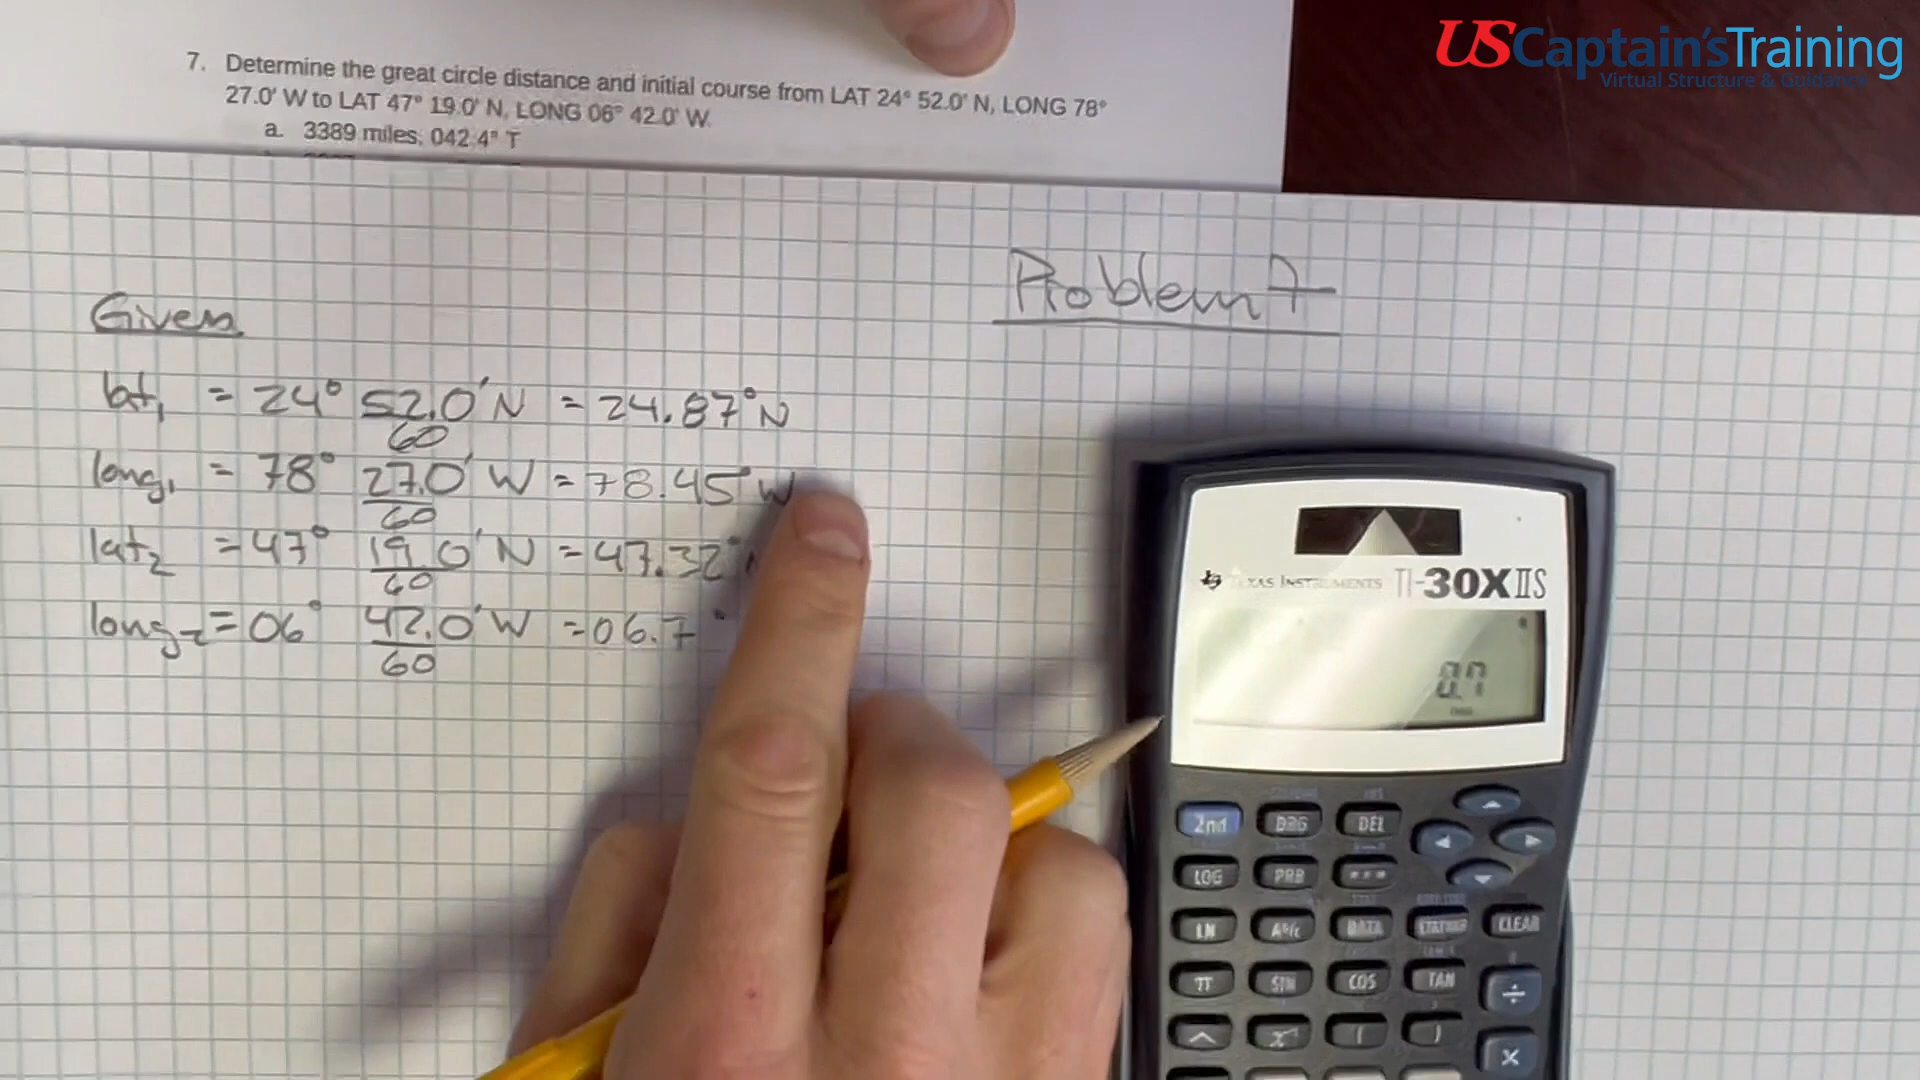 USCaptain'sTraining
Virtual Structure & Guidance
7. Determine the great circle distance and initial course from LAT 24° 52.0' N, LONG 78°
27.0' W to LAT 47° 19.0' N, LONG 06° 42.0' W.
a. 3389 miles; 042.4° T
Problem 7
Given
lat₁ = 24° 52.0'/60 N = 24.87° N
long₁ = 78° 27.0'/60 W = 78.45° W
lat₂ = 47° 19.0'/60 N = 47.32°
long₂ = 06° 42.0'/60 W = 06.7°
TEXAS INSTRUMENTS TI-30XIIS
0.7
DEG
2nd DRG DEL
LOG PRB
LN Ab/c DATA STATVAR CLEAR
π SIN COS TAN ÷
^ x⁻¹ ( ) ×